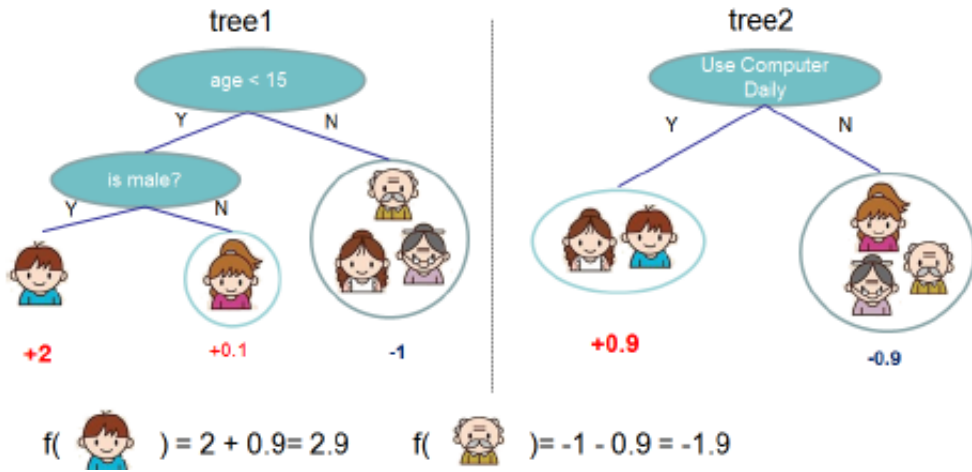 tree1
tree2
age < 15
Use Computer
Daily
Y
N
Y
N
is male?
Y
N
+2
+0.1
-1
+0.9
-0.9
f( ) = 2 + 0.9= 2.9
f( )= -1 - 0.9 = -1.9